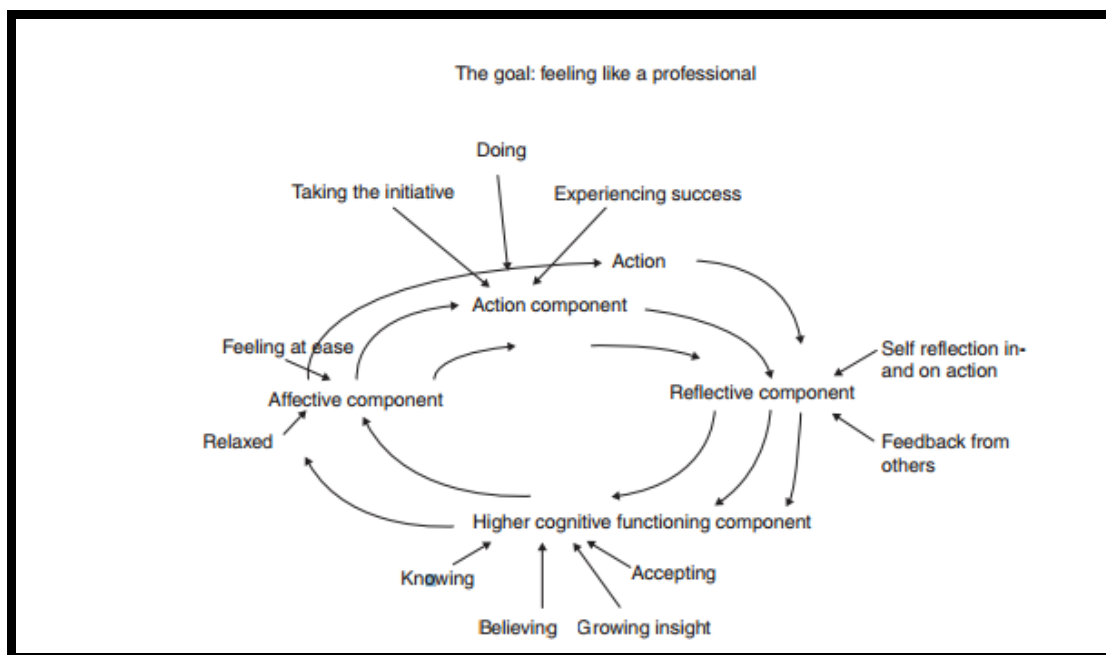 The goal: feeling like a professional
Doing
Taking the initiative
Experiencing success
Action
Action component
Feeling at ease
Self reflection in-
and on action
Affective component
Reflective component
Relaxed
Feedback from
others
Higher cognitive functioning component
Knowing
Accepting
Believing
Growing insight